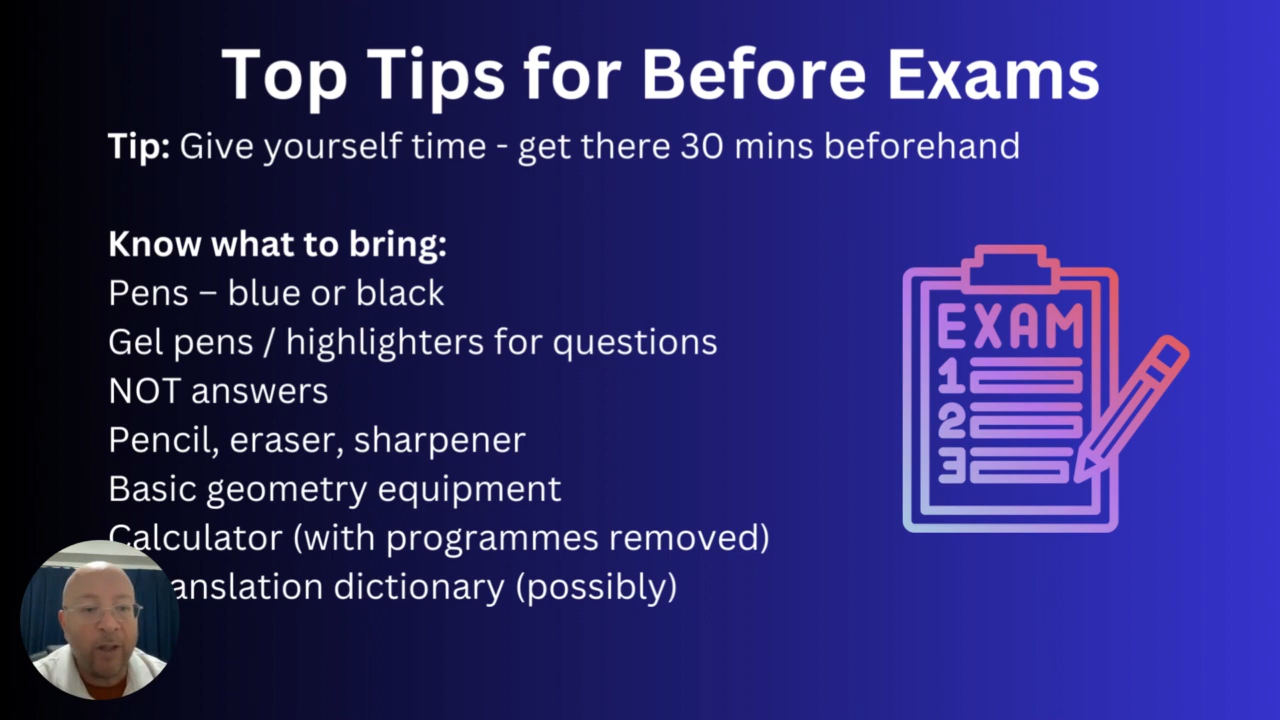 Top Tips for Before Exams
Tip: Give yourself time - get there 30 mins beforehand
Know what to bring:
Pens – blue or black
Gel pens / highlighters for questions
NOT answers
Pencil, eraser, sharpener
Basic geometry equipment
Calculator (with programmes removed)
anslation dictionary (possibly)
EXAM
1
2
3